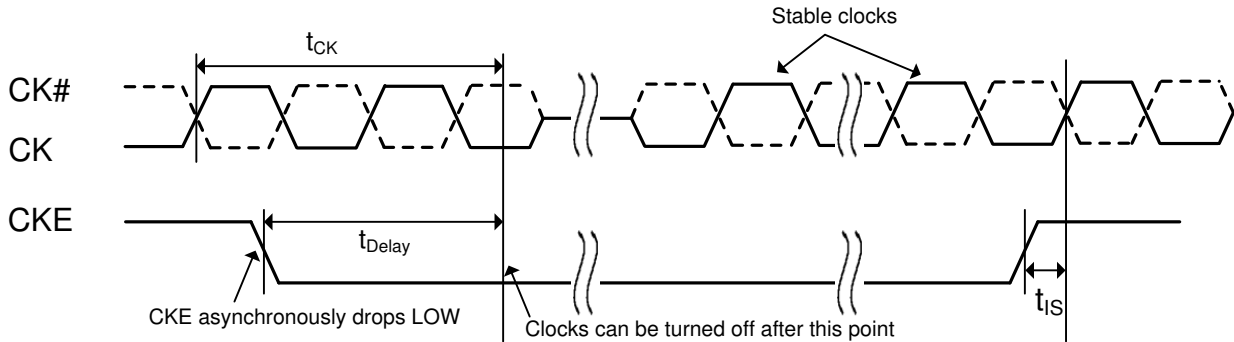 Stable clocks
tCK
CK#
CK
CKE
tDelay
tIS
CKE asynchronously drops LOW
Clocks can be turned off after this point